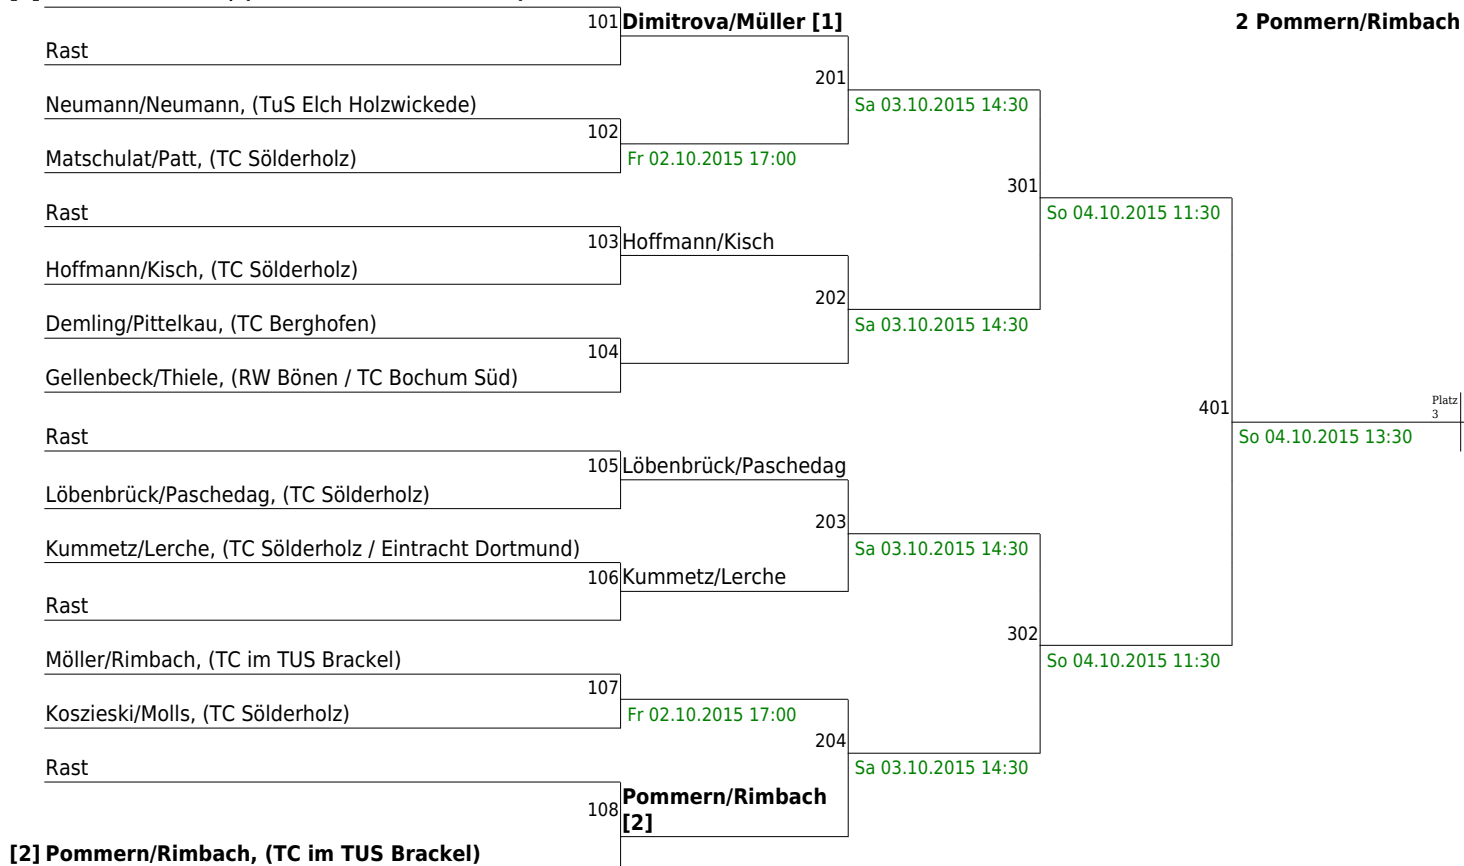 101 Dimitrova/Müller [1]
2 Pommern/Rimbach
Rast
201
Neumann/Neumann, (TuS Elch Holzwickede)
Sa 03.10.2015 14:30
102
Matschulat/Patt, (TC Sölderholz)
Fr 02.10.2015 17:00
301
Rast
So 04.10.2015 11:30
103 Hoffmann/Kisch
Hoffmann/Kisch, (TC Sölderholz)
202
Demling/Pittelkau, (TC Berghofen)
Sa 03.10.2015 14:30
104
Gellenbeck/Thiele, (RW Bönen / TC Bochum Süd)
Platz
3
401
Rast
So 04.10.2015 13:30
105 Löbenbrück/Paschedag
Löbenbrück/Paschedag, (TC Sölderholz)
203
Kummetz/Lerche, (TC Sölderholz / Eintracht Dortmund)
Sa 03.10.2015 14:30
106 Kummetz/Lerche
Rast
302
Möller/Rimbach, (TC im TUS Brackel)
So 04.10.2015 11:30
107
Koszieski/Molls, (TC Sölderholz)
Fr 02.10.2015 17:00
204
Rast
Sa 03.10.2015 14:30
108 Pommern/Rimbach
[2]
[2] Pommern/Rimbach, (TC im TUS Brackel)